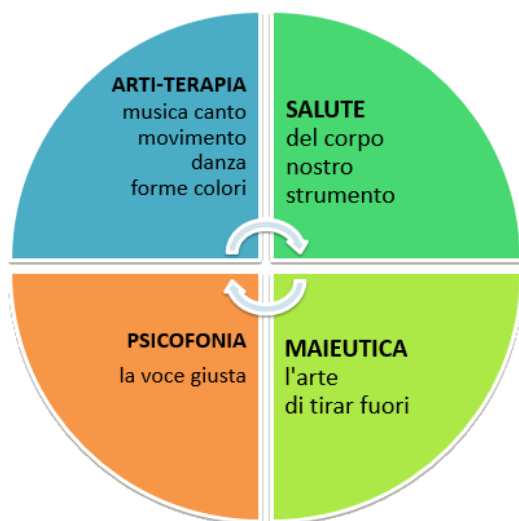 ARTI-TERAPIA
musica canto
movimento
danza
forme colori
SALUTE
del corpo
nostro
strumento
PSICOFONIA
la voce giusta
MAIEUTICA
l'arte
di tirar fuori